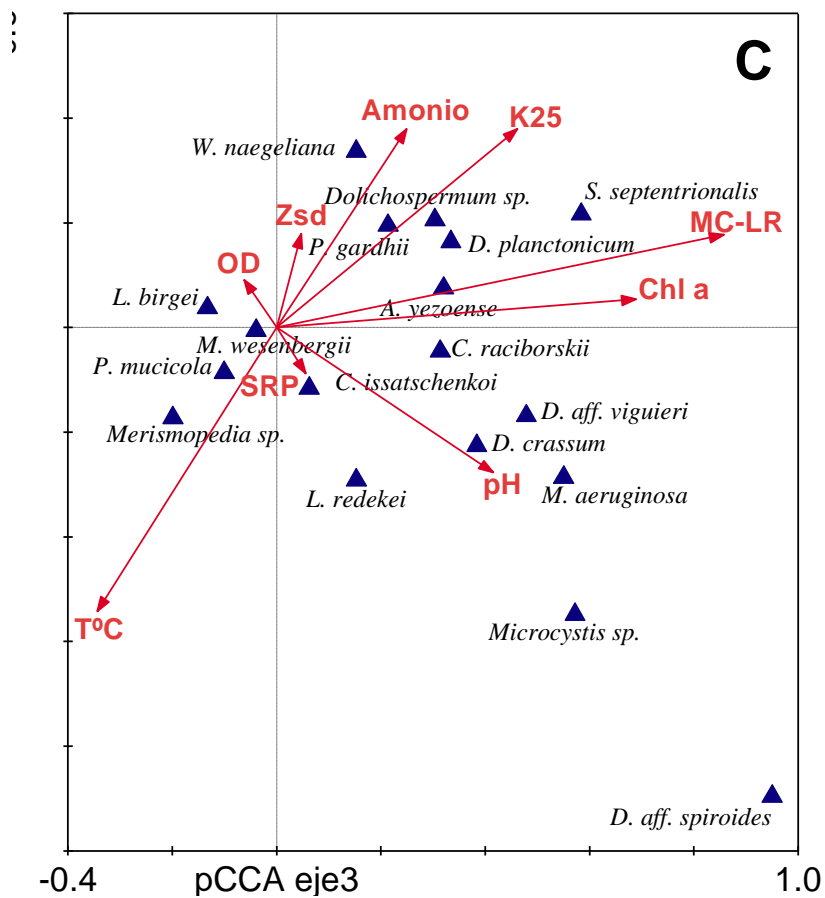 C
Amonio
K25
W. naegeliana
Dolichospermum sp.
S. septentrionalis
Zsd
MC-LR
P. gardhii
D. planctonicum
OD
Chl a
L. birgei
A. yezoense
M. wesenbergii
C. raciborskii
P. mucicola
SRP
C. issatschenkoi
D. aff. viguieri
Merismopedia sp.
D. crassum
pH
L. redekei
M. aeruginosa
TºC
Microcystis sp.
D. aff. spiroides
-0.4
pCCA eje3
1.0